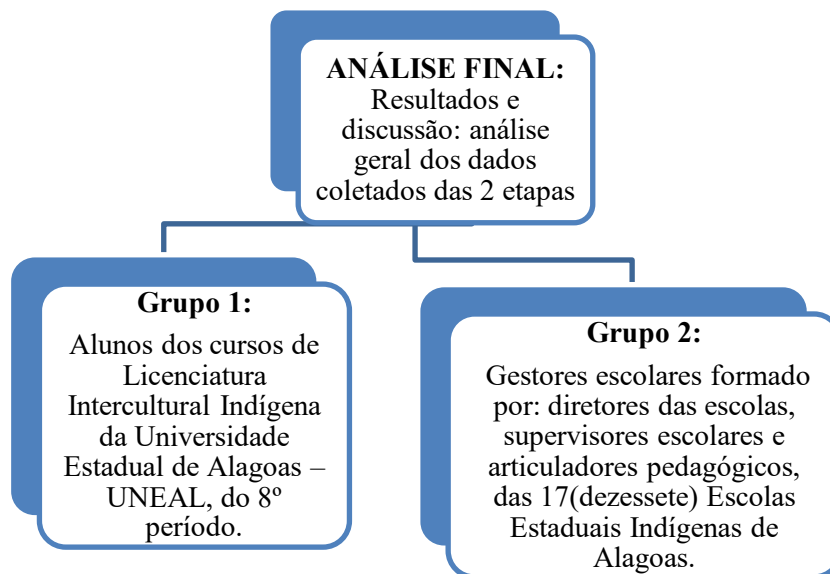 ANÁLISE FINAL:
Resultados e
discussão: análise
geral dos dados
coletados das 2 etapas
Grupo 1:
Alunos dos cursos de
Licenciatura
Intercultural Indígena
da Universidade
Estadual de Alagoas –
UNEAL, do 8º
período.
Grupo 2:
Gestores escolares formado
por: diretores das escolas,
supervisores escolares e
articuladores pedagógicos,
das 17(dezessete) Escolas
Estaduais Indígenas de
Alagoas.